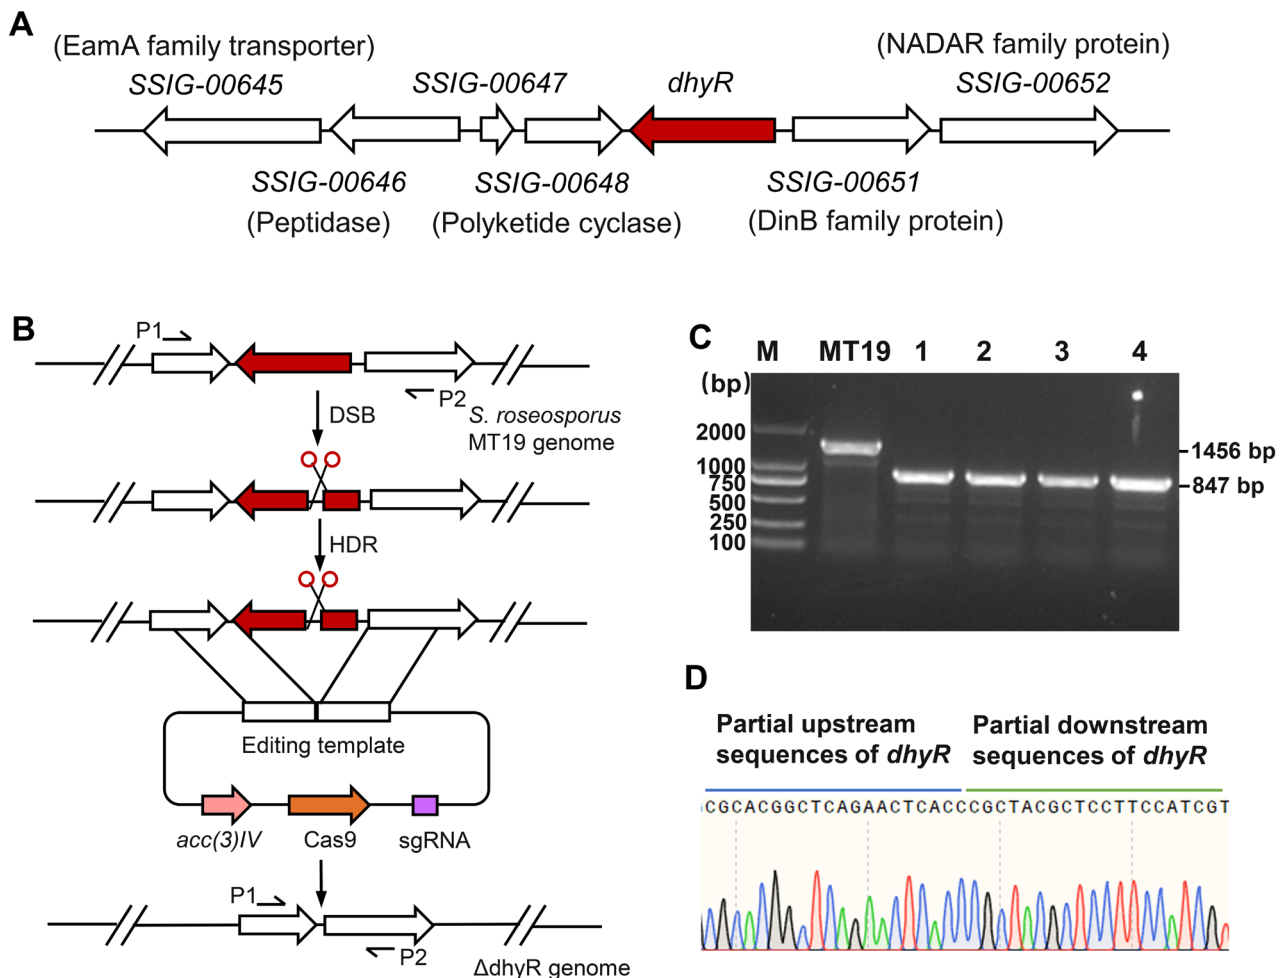 A
(EamA family transporter)
(NADAR family protein)
SSIG-00645
SSIG-00647
dhyR
SSIG-00652
SSIG-00646
SSIG-00648
SSIG-00651
(Peptidase)
(Polyketide cyclase)
(DinB family protein)
B
P1
P2
DSB
S. roseosporus
MT19 genome
HDR
Editing template
acc(3)IV
Cas9
sgRNA
P1
P2
ΔdhyR genome
C
M MT19 1 2 3 4
(bp)
2000
1000
750
500
250
100
1456 bp
847 bp
D
Partial upstream
sequences of dhyR
Partial downstream
sequences of dhyR
CGCACGGCTCAGAACTCACCCGCTACGCTCCTTCCATCGT